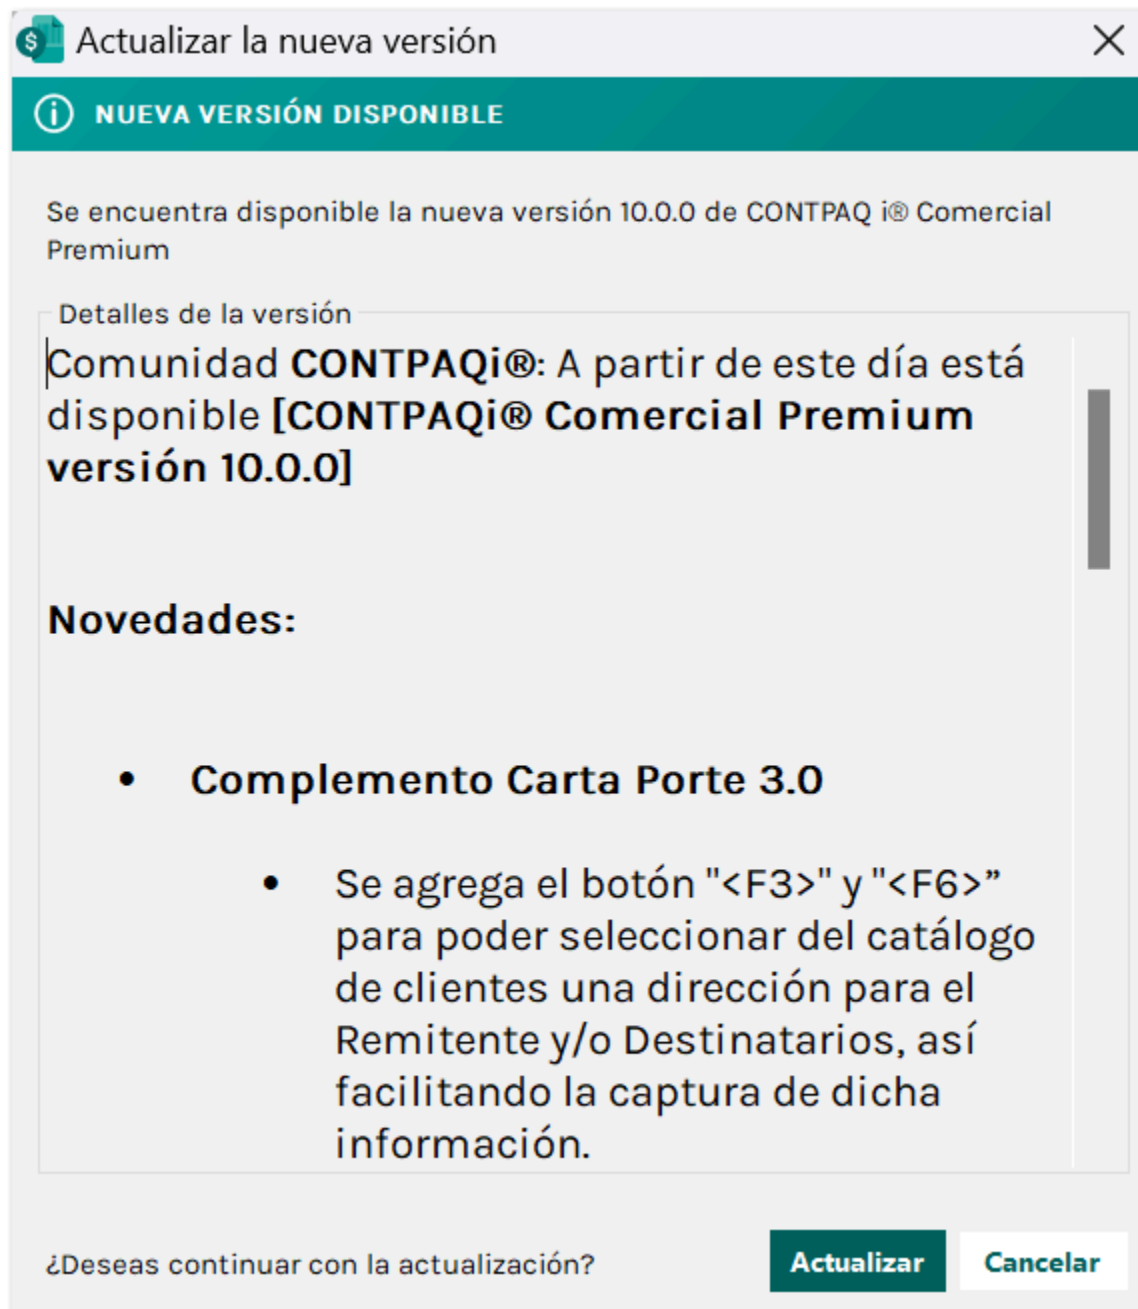 Actualizar la nueva versión
NUEVA VERSIÓN DISPONIBLE
Se encuentra disponible la nueva versión 10.0.0 de CONTPAQ i® Comercial
Premium
Detalles de la versión
Comunidad CONTPAQi®: A partir de este día está
disponible [CONTPAQi® Comercial Premium
versión 10.0.0]
Novedades:
• Complemento Carta Porte 3.0
• Se agrega el botón "<F3>" y "<F6>”
para poder seleccionar del catálogo
de clientes una dirección para el
Remitente y/o Destinatarios, así
facilitando la captura de dicha
información.
¿Deseas continuar con la actualización?
Actualizar
Cancelar